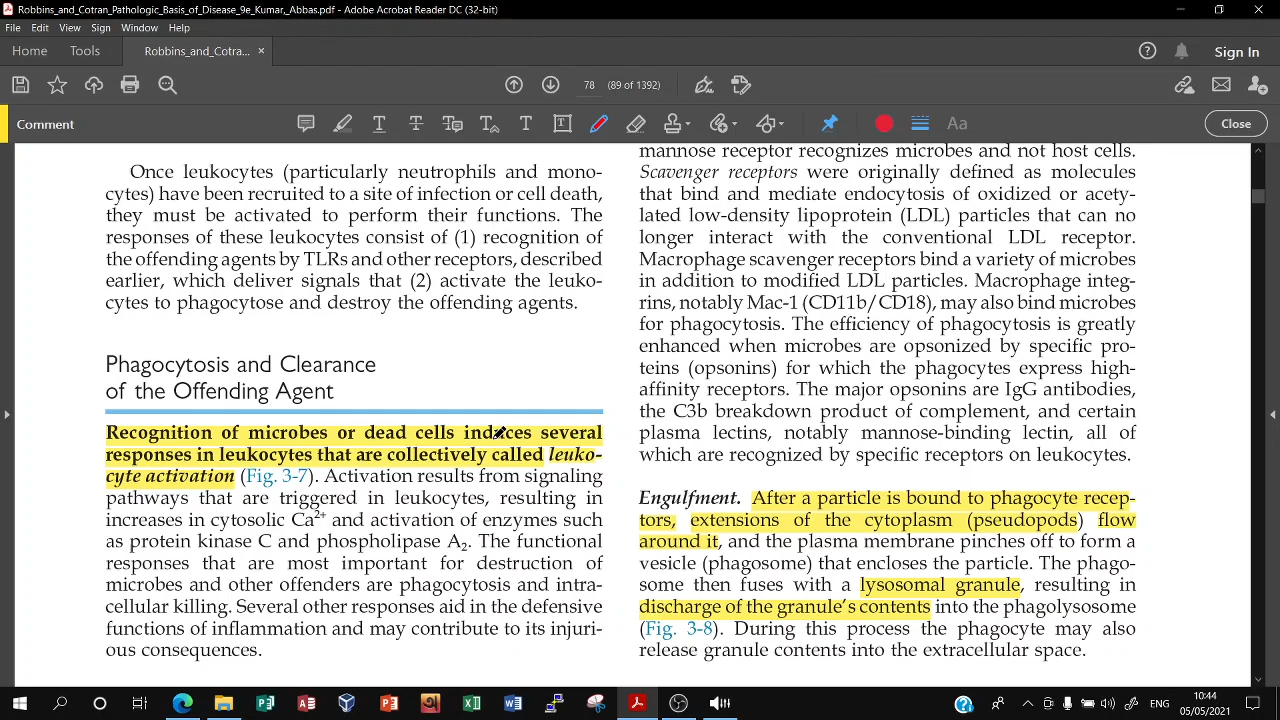 Robbins_and_Cotran_Pathologic_Basis_of_Disease_9e_Kumar_Abbas.pdf - Adobe Acrobat Reader DC (32-bit)
File Edit View Sign Window Help
Home Tools Robbins_and_Cotra... × Sign In
78 (89 of 1392)
Comment Aa Close
Once leukocytes (particularly neutrophils and mono-
cytes) have been recruited to a site of infection or cell death,
they must be activated to perform their functions. The
responses of these leukocytes consist of (1) recognition of
the offending agents by TLRs and other receptors, described
earlier, which deliver signals that (2) activate the leuko-
cytes to phagocytose and destroy the offending agents.
Phagocytosis and Clearance
of the Offending Agent
Recognition of microbes or dead cells induces several
responses in leukocytes that are collectively called leuko-
cyte activation (Fig. 3-7). Activation results from signaling
pathways that are triggered in leukocytes, resulting in
increases in cytosolic Ca²⁺ and activation of enzymes such
as protein kinase C and phospholipase A₂. The functional
responses that are most important for destruction of
microbes and other offenders are phagocytosis and intra-
cellular killing. Several other responses aid in the defensive
functions of inflammation and may contribute to its injuri-
ous consequences.
mannose receptor recognizes microbes and not host cells.
Scavenger receptors were originally defined as molecules
that bind and mediate endocytosis of oxidized or acety-
lated low-density lipoprotein (LDL) particles that can no
longer interact with the conventional LDL receptor.
Macrophage scavenger receptors bind a variety of microbes
in addition to modified LDL particles. Macrophage integ-
rins, notably Mac-1 (CD11b/CD18), may also bind microbes
for phagocytosis. The efficiency of phagocytosis is greatly
enhanced when microbes are opsonized by specific pro-
teins (opsonins) for which the phagocytes express high-
affinity receptors. The major opsonins are IgG antibodies,
the C3b breakdown product of complement, and certain
plasma lectins, notably mannose-binding lectin, all of
which are recognized by specific receptors on leukocytes.
Engulfment. After a particle is bound to phagocyte recep-
tors, extensions of the cytoplasm (pseudopods) flow
around it, and the plasma membrane pinches off to form a
vesicle (phagosome) that encloses the particle. The phago-
some then fuses with a lysosomal granule, resulting in
discharge of the granule's contents into the phagolysosome
(Fig. 3-8). During this process the phagocyte may also
release granule contents into the extracellular space.
ENG
10:44
05/05/2021